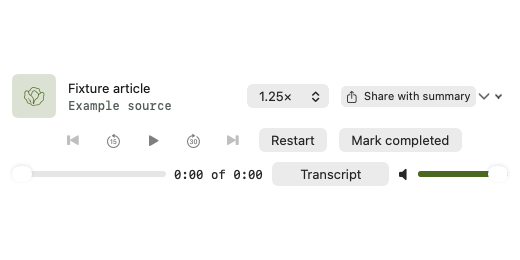 Fixture article
Example source
1.25×
Share with summary
15
30
Restart
Mark completed
0:00 of 0:00
Transcript